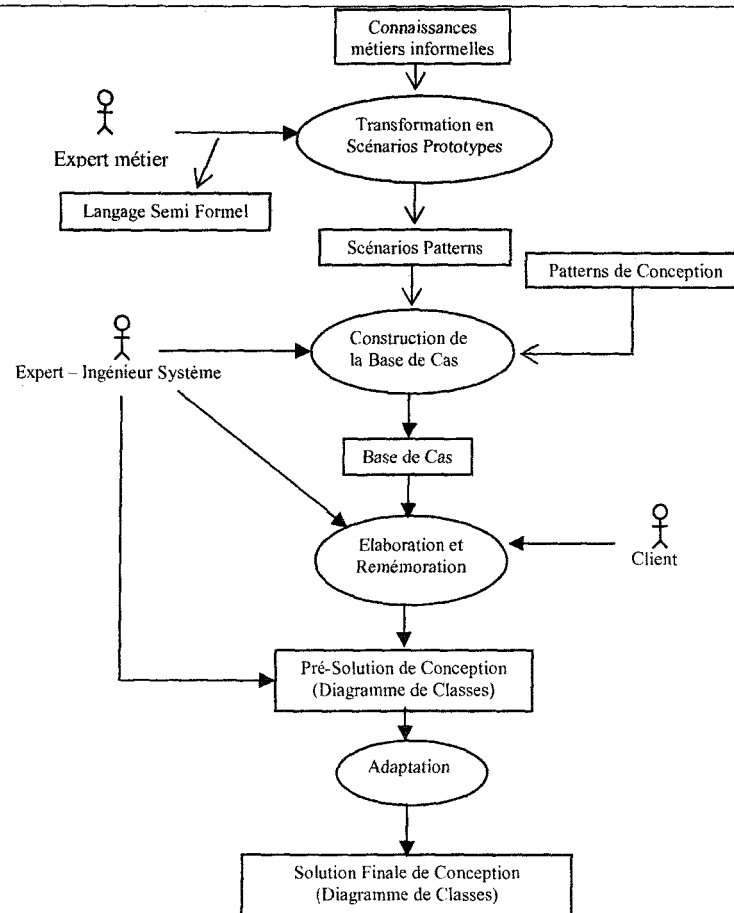 Connaissances
métiers informelles
Transformation en
Scénarios Prototypes
Expert métier
Langage Semi Formel
Scénarios Patterns
Patterns de Conception
Construction de
la Base de Cas
Expert – Ingénieur Système
Base de Cas
Elaboration et
Remémoration
Client
Pré-Solution de Conception
(Diagramme de Classes)
Adaptation
Solution Finale de Conception
(Diagramme de Classes)